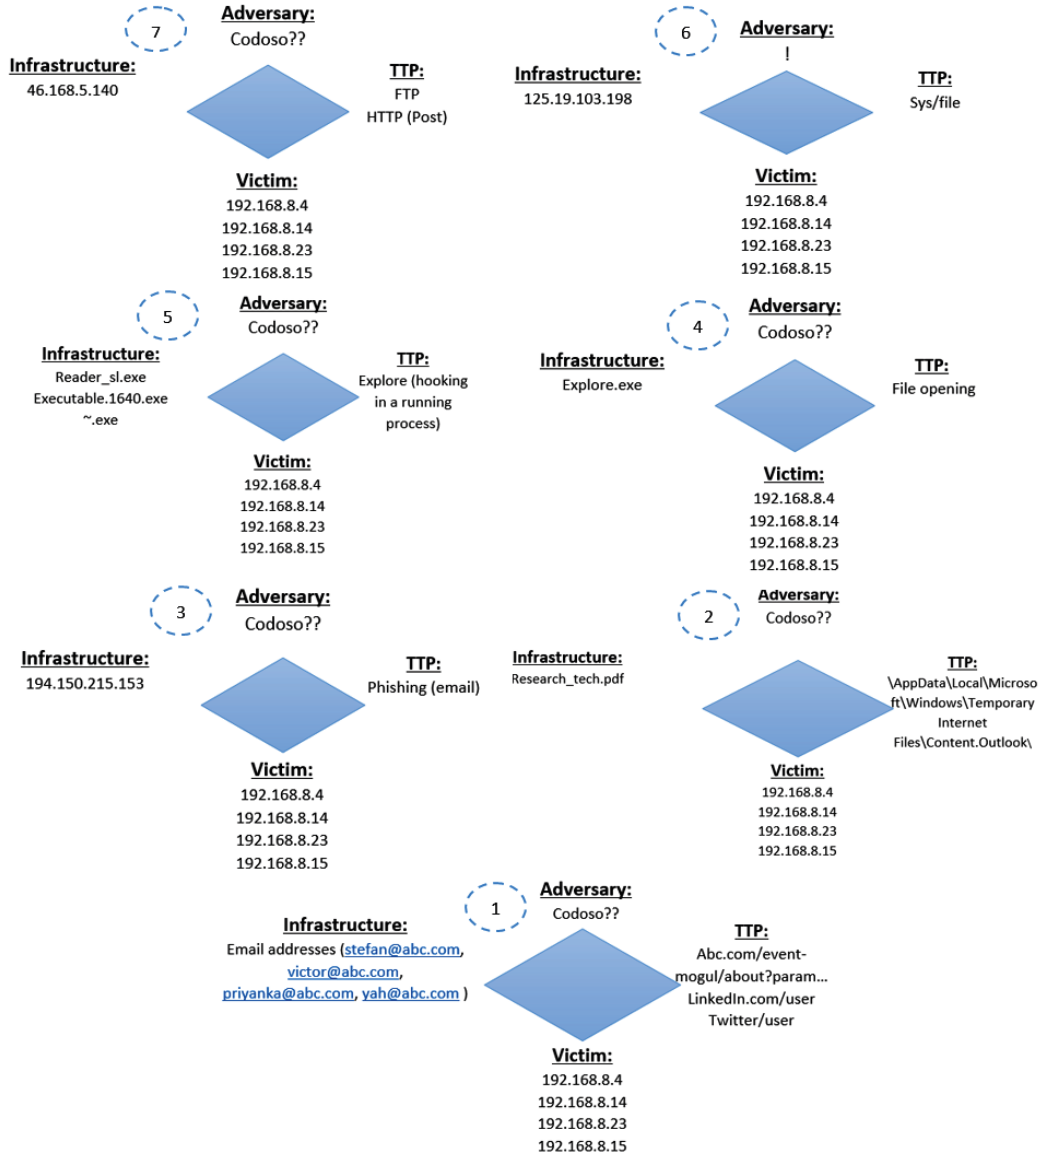 7
Adversary:
Codoso??
Infrastructure:
46.168.5.140
TTP:
FTP
HTTP (Post)
Victim:
192.168.8.4
192.168.8.14
192.168.8.23
192.168.8.15
6
Adversary:
!
Infrastructure:
125.19.103.198
TTP:
Sys/file
Victim:
192.168.8.4
192.168.8.14
192.168.8.23
192.168.8.15
5
Adversary:
Codoso??
Infrastructure:
Reader_sl.exe
Executable.1640.exe
~.exe
TTP:
Explore (hooking
in a running
process)
Victim:
192.168.8.4
192.168.8.14
192.168.8.23
192.168.8.15
4
Adversary:
Codoso??
Infrastructure:
Explore.exe
TTP:
File opening
Victim:
192.168.8.4
192.168.8.14
192.168.8.23
192.168.8.15
3
Adversary:
Codoso??
Infrastructure:
194.150.215.153
TTP:
Phishing (email)
Victim:
192.168.8.4
192.168.8.14
192.168.8.23
192.168.8.15
2
Adversary:
Codoso??
Infrastructure:
Research_tech.pdf
TTP:
\AppData\Local\Microso
ft\Windows\Temporary
Internet
Files\Content.Outlook\
Victim:
192.168.8.4
192.168.8.14
192.168.8.23
192.168.8.15
1
Adversary:
Codoso??
Infrastructure:
Email addresses (stefan@abc.com,
victor@abc.com,
priyanka@abc.com, yah@abc.com )
TTP:
Abc.com/event-
mogul/about?param...
LinkedIn.com/user
Twitter/user
Victim:
192.168.8.4
192.168.8.14
192.168.8.23
192.168.8.15